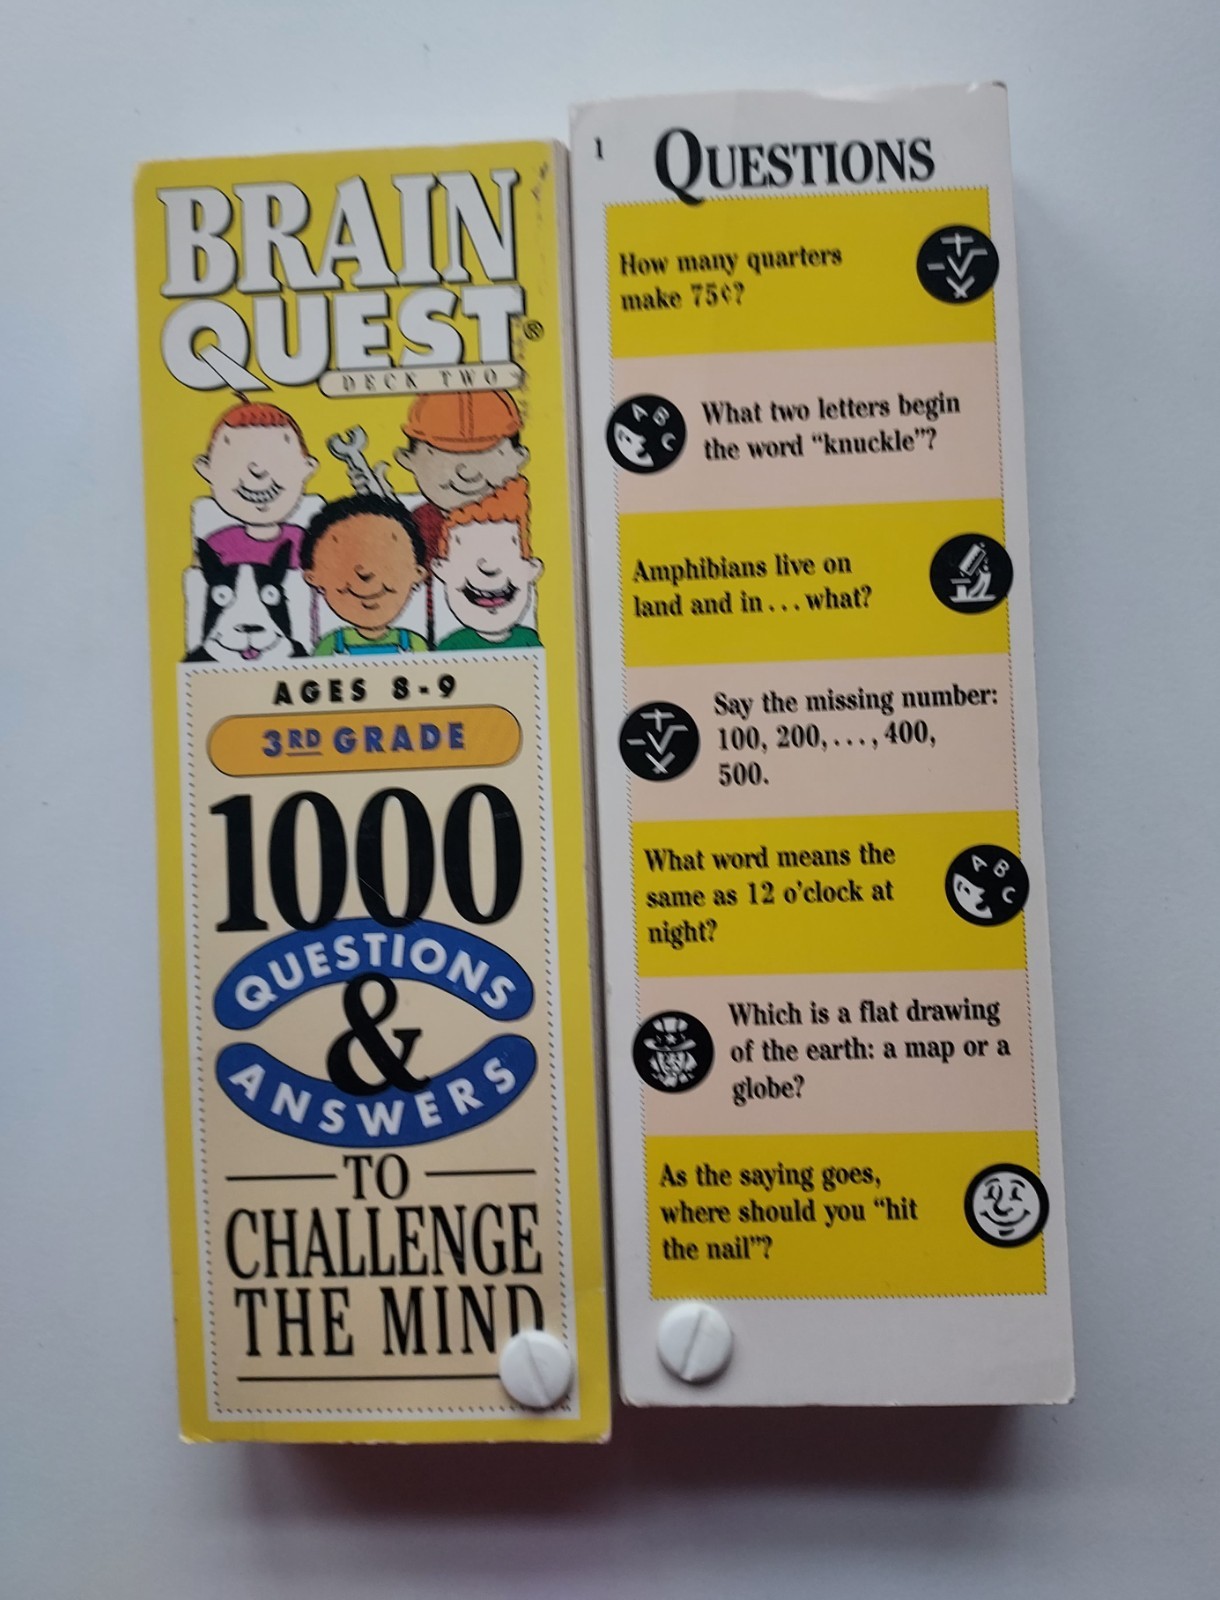 BRAIN
QUEST®
DECK TWO
AGES 8-9
3RD GRADE
1000
QUESTIONS
&
ANSWERS
TO
CHALLENGE
THE MIND
1
QUESTIONS
How many quarters
make 75¢?
A B C
What two letters begin
the word “knuckle”?
Amphibians live on
land and in...what?
Say the missing number:
100, 200,...,400,
500.
What word means the
same as 12 o’clock at
night?
A B C
Which is a flat drawing
of the earth: a map or a
globe?
As the saying goes,
where should you “hit
the nail”?